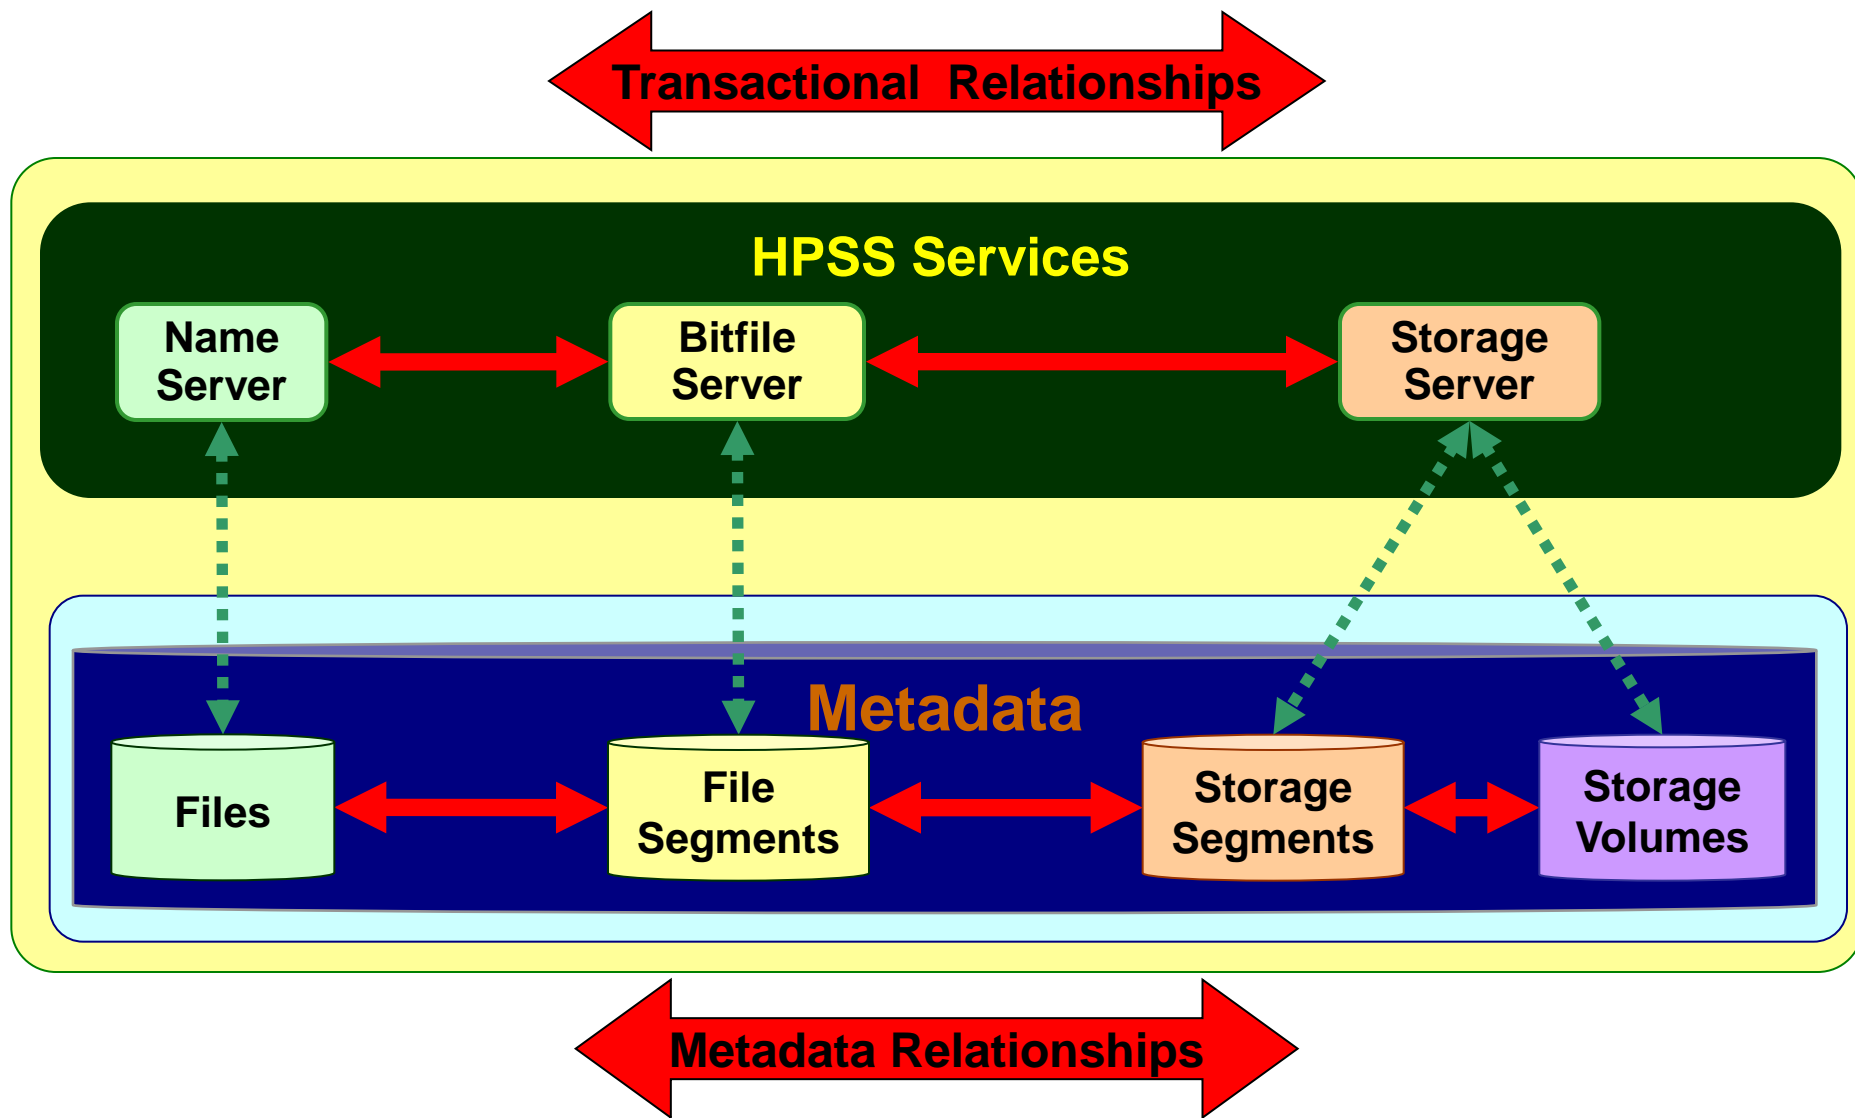 Transactional  Relationships
HPSS Services
Name
Server
Bitfile
Server
Storage
Server
Metadata
Files
File
Segments
Storage
Segments
Storage
Volumes
Metadata Relationships